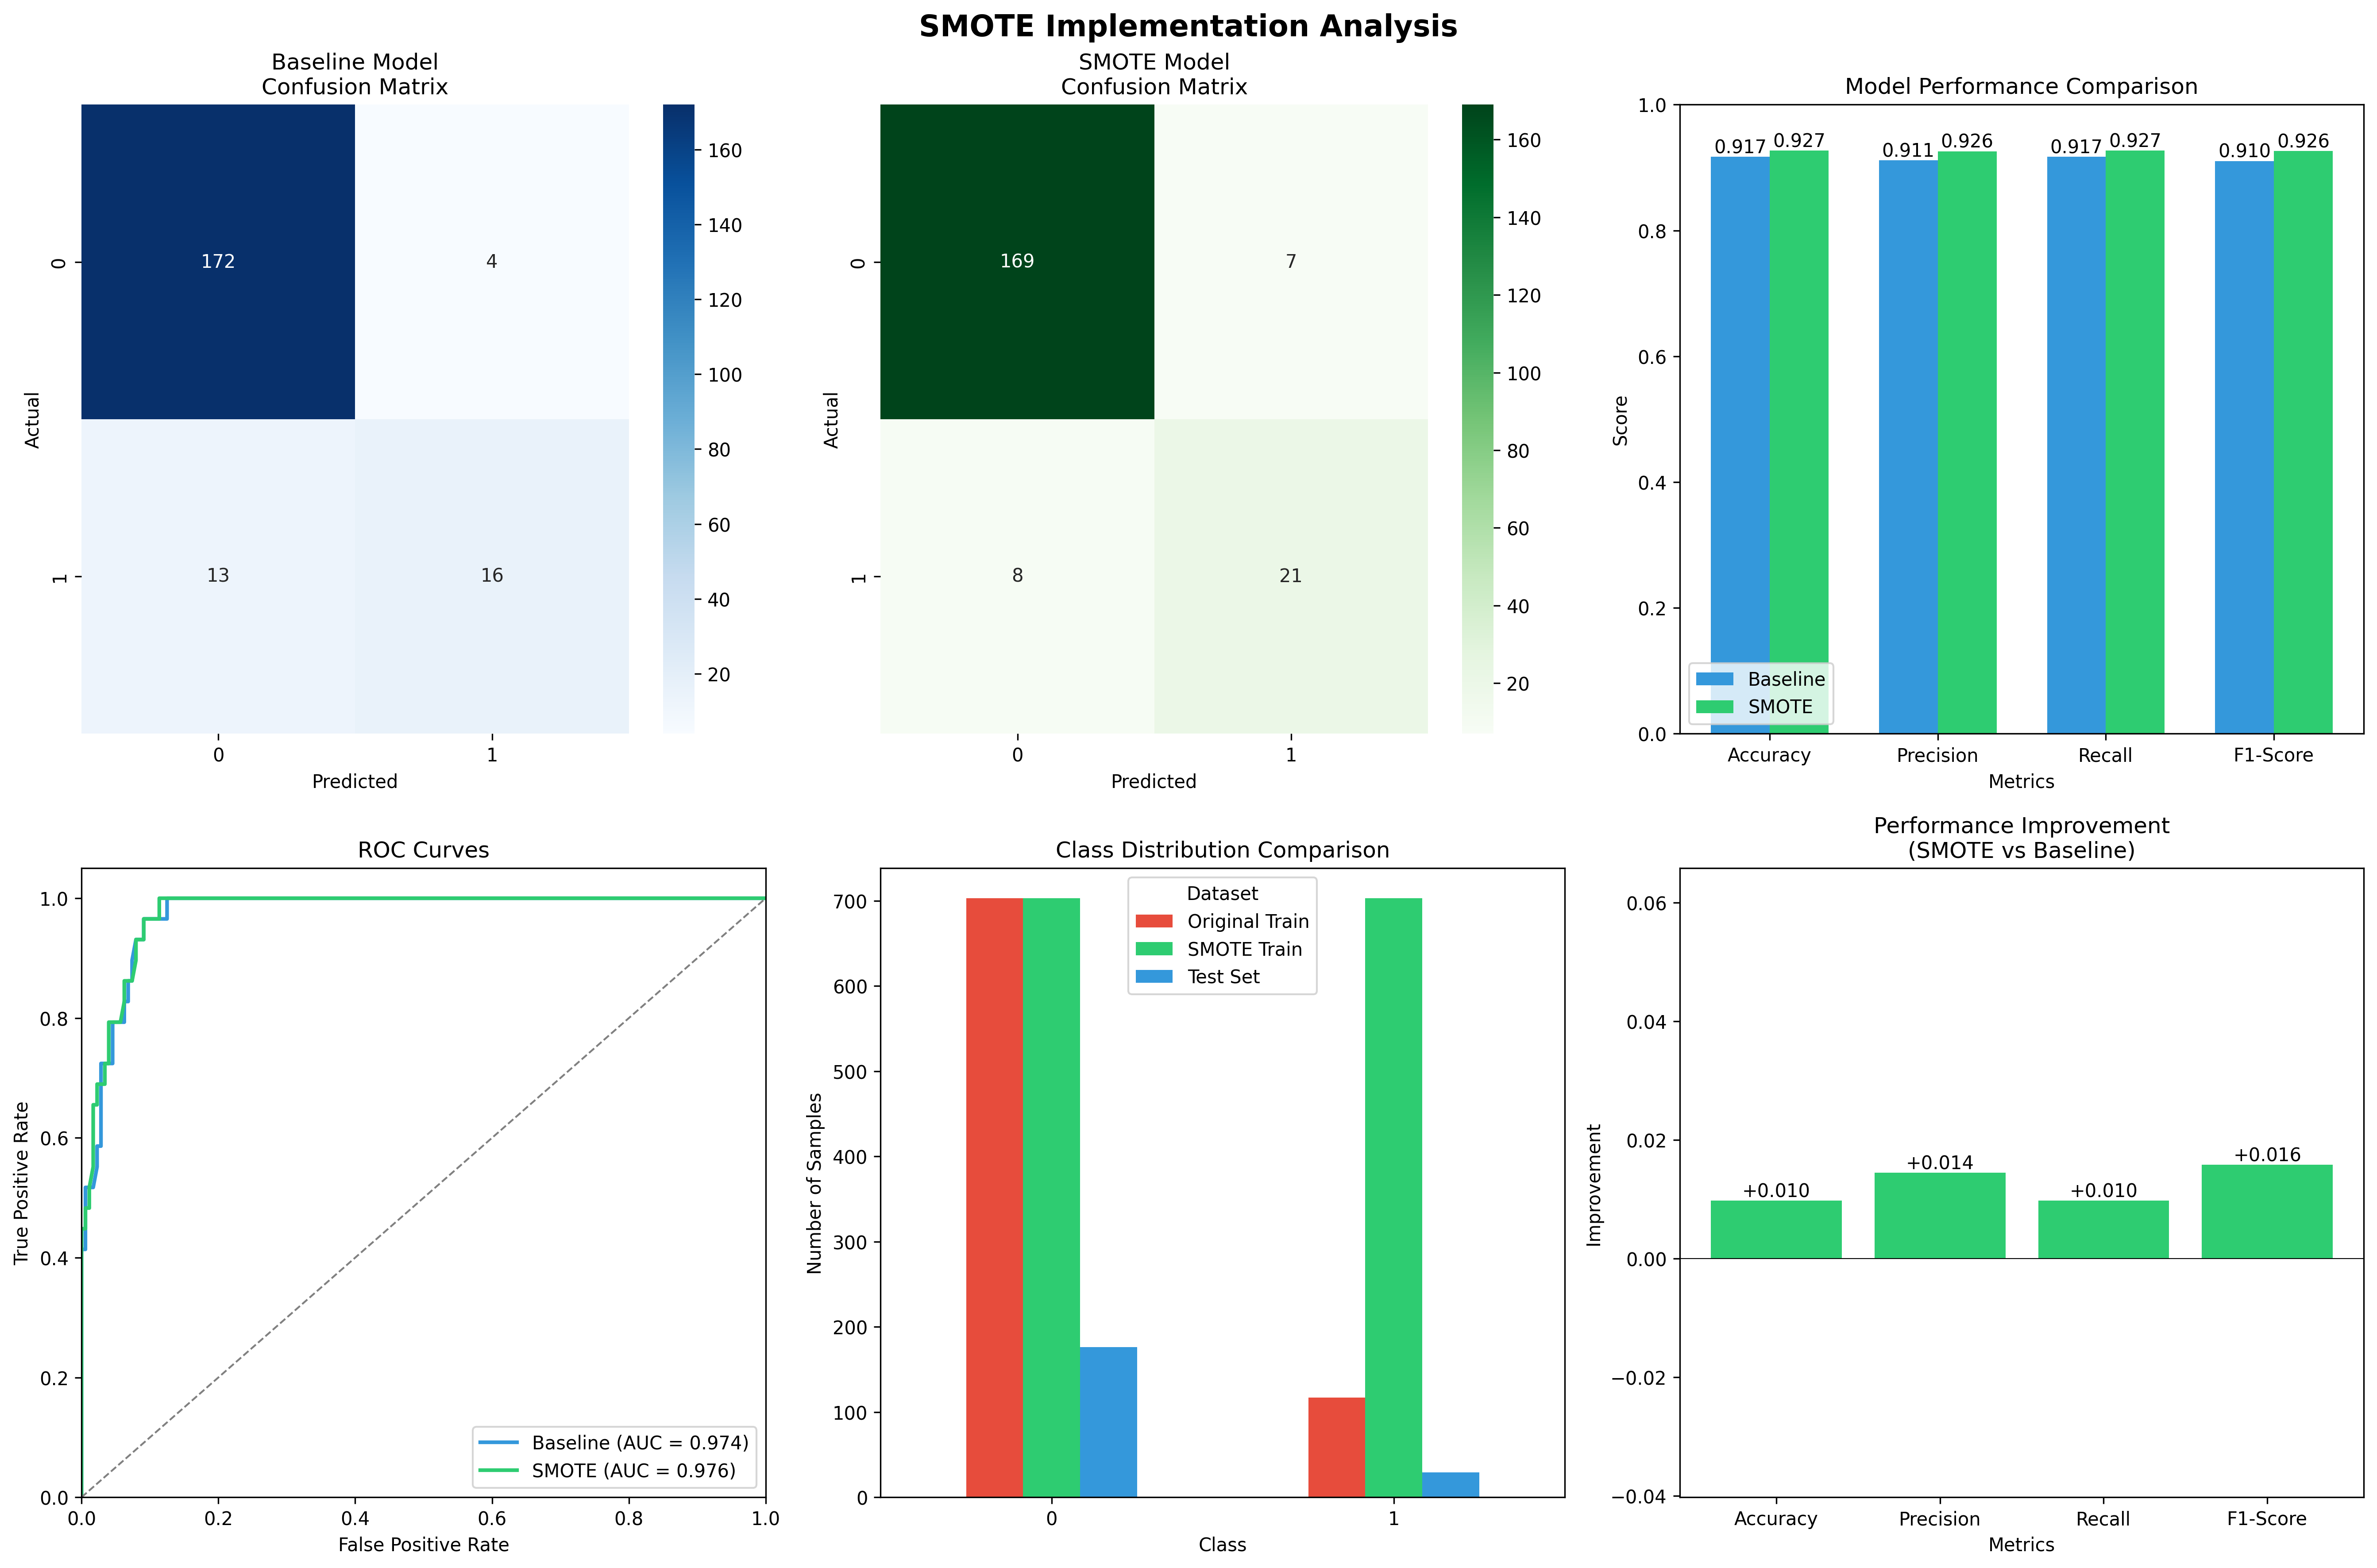 SMOTE Implementation Analysis
Baseline Model
Confusion Matrix
172
4
13
16
0
1
Actual
0
1
Predicted
160
140
120
100
80
60
40
20
SMOTE Model
Confusion Matrix
169
7
8
21
0
1
Actual
0
1
Predicted
160
140
120
100
80
60
40
20
Model Performance Comparison
1.0
0.8
0.6
0.4
0.2
0.0
Score
0.917 0.927 0.911 0.926 0.917 0.927 0.910 0.926
Baseline
SMOTE
Accuracy Precision Recall F1-Score
Metrics
ROC Curves
1.0
0.8
0.6
0.4
0.2
0.0
True Positive Rate
Baseline (AUC = 0.974)
SMOTE (AUC = 0.976)
0.0 0.2 0.4 0.6 0.8 1.0
False Positive Rate
Class Distribution Comparison
700
600
500
400
300
200
100
0
Number of Samples
Dataset
Original Train
SMOTE Train
Test Set
0 1
Class
Performance Improvement
(SMOTE vs Baseline)
0.06
0.04
0.02
0.00
−0.02
−0.04
Improvement
+0.010 +0.014 +0.010 +0.016
Accuracy Precision Recall F1-Score
Metrics